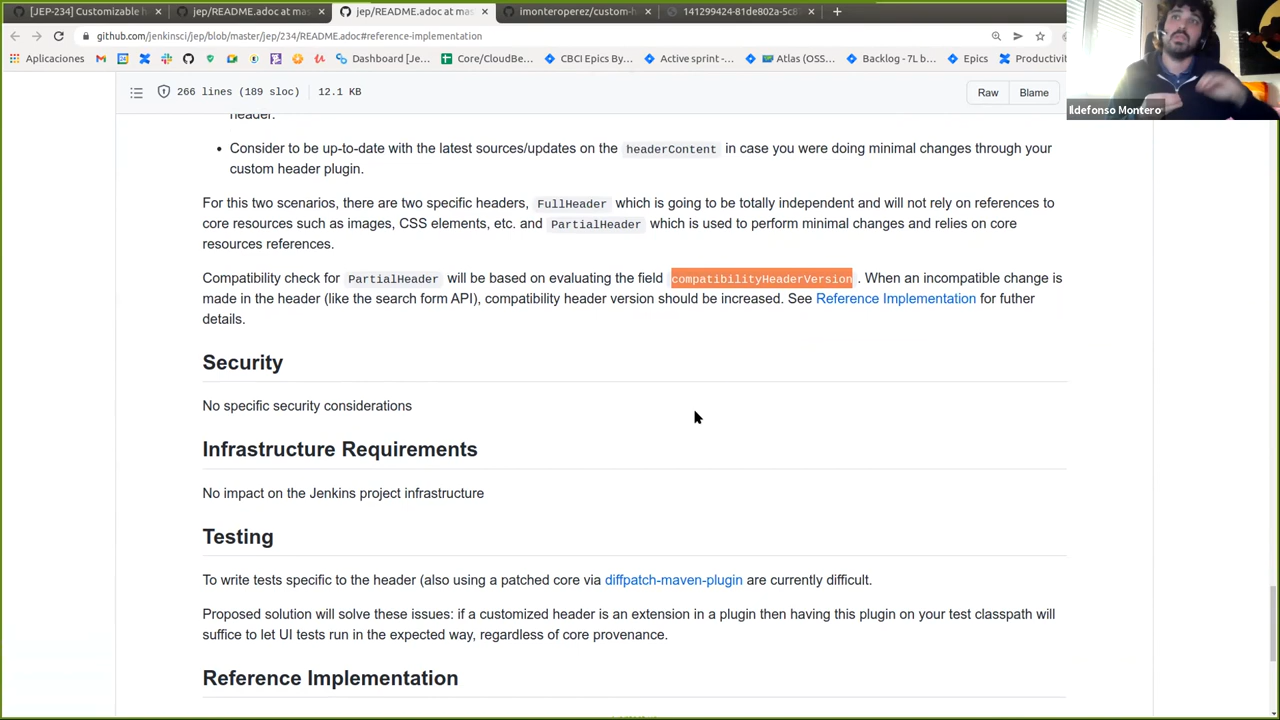 [JEP-234] Customizable h
jep/README.adoc at mas
jep/README.adoc at mas
imonteroperez/custom-h
141299424-81de802a-5c8
github.com/jenkinsci/jep/blob/master/jep/234/README.adoc#reference-implementation
Aplicaciones
Dashboard [Je...
Core/CloudBe...
CBCI Epics By...
Active sprint -...
Atlas (OSS...
Backlog - 7L b...
Epics
Productivit
Ildefonso Montero
266 lines (189 sloc)
12.1 KB
Raw
Blame
header.
• Consider to be up-to-date with the latest sources/updates on the headerContent in case you were doing minimal changes through your
custom header plugin.
For this two scenarios, there are two specific headers, FullHeader which is going to be totally independent and will not rely on references to
core resources such as images, CSS elements, etc. and PartialHeader which is used to perform minimal changes and relies on core
resources references.
Compatibility check for PartialHeader will be based on evaluating the field compatibilityHeaderVersion . When an incompatible change is
made in the header (like the search form API), compatibility header version should be increased. See Reference Implementation for futher
details.
Security
No specific security considerations
Infrastructure Requirements
No impact on the Jenkins project infrastructure
Testing
To write tests specific to the header (also using a patched core via diffpatch-maven-plugin are currently difficult.
Proposed solution will solve these issues: if a customized header is an extension in a plugin then having this plugin on your test classpath will
suffice to let UI tests run in the expected way, regardless of core provenance.
Reference Implementation